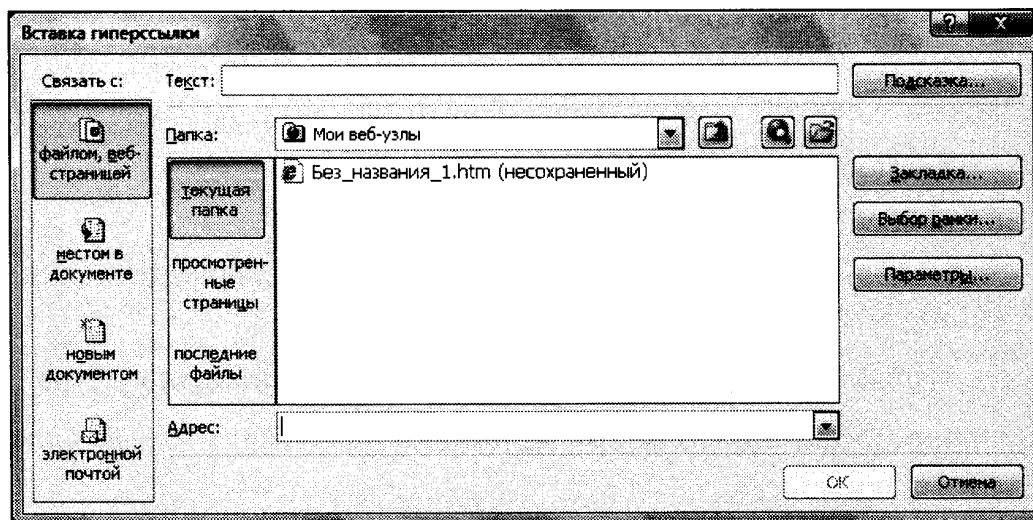 Вставка гиперссылки
Связать с:
Текст:
Подсказка...
файлом, веб-
страницей
Папка:
Мои веб-узлы
текущая
папка
Без_названия_1.htm (несохраненный)
Закладка...
Выбор рамки...
местом в
документе
просмотрен-
ные
страницы
Параметры...
новым
документом
последние
файлы
Адрес:
электронной
почтой
ОК
Отмена